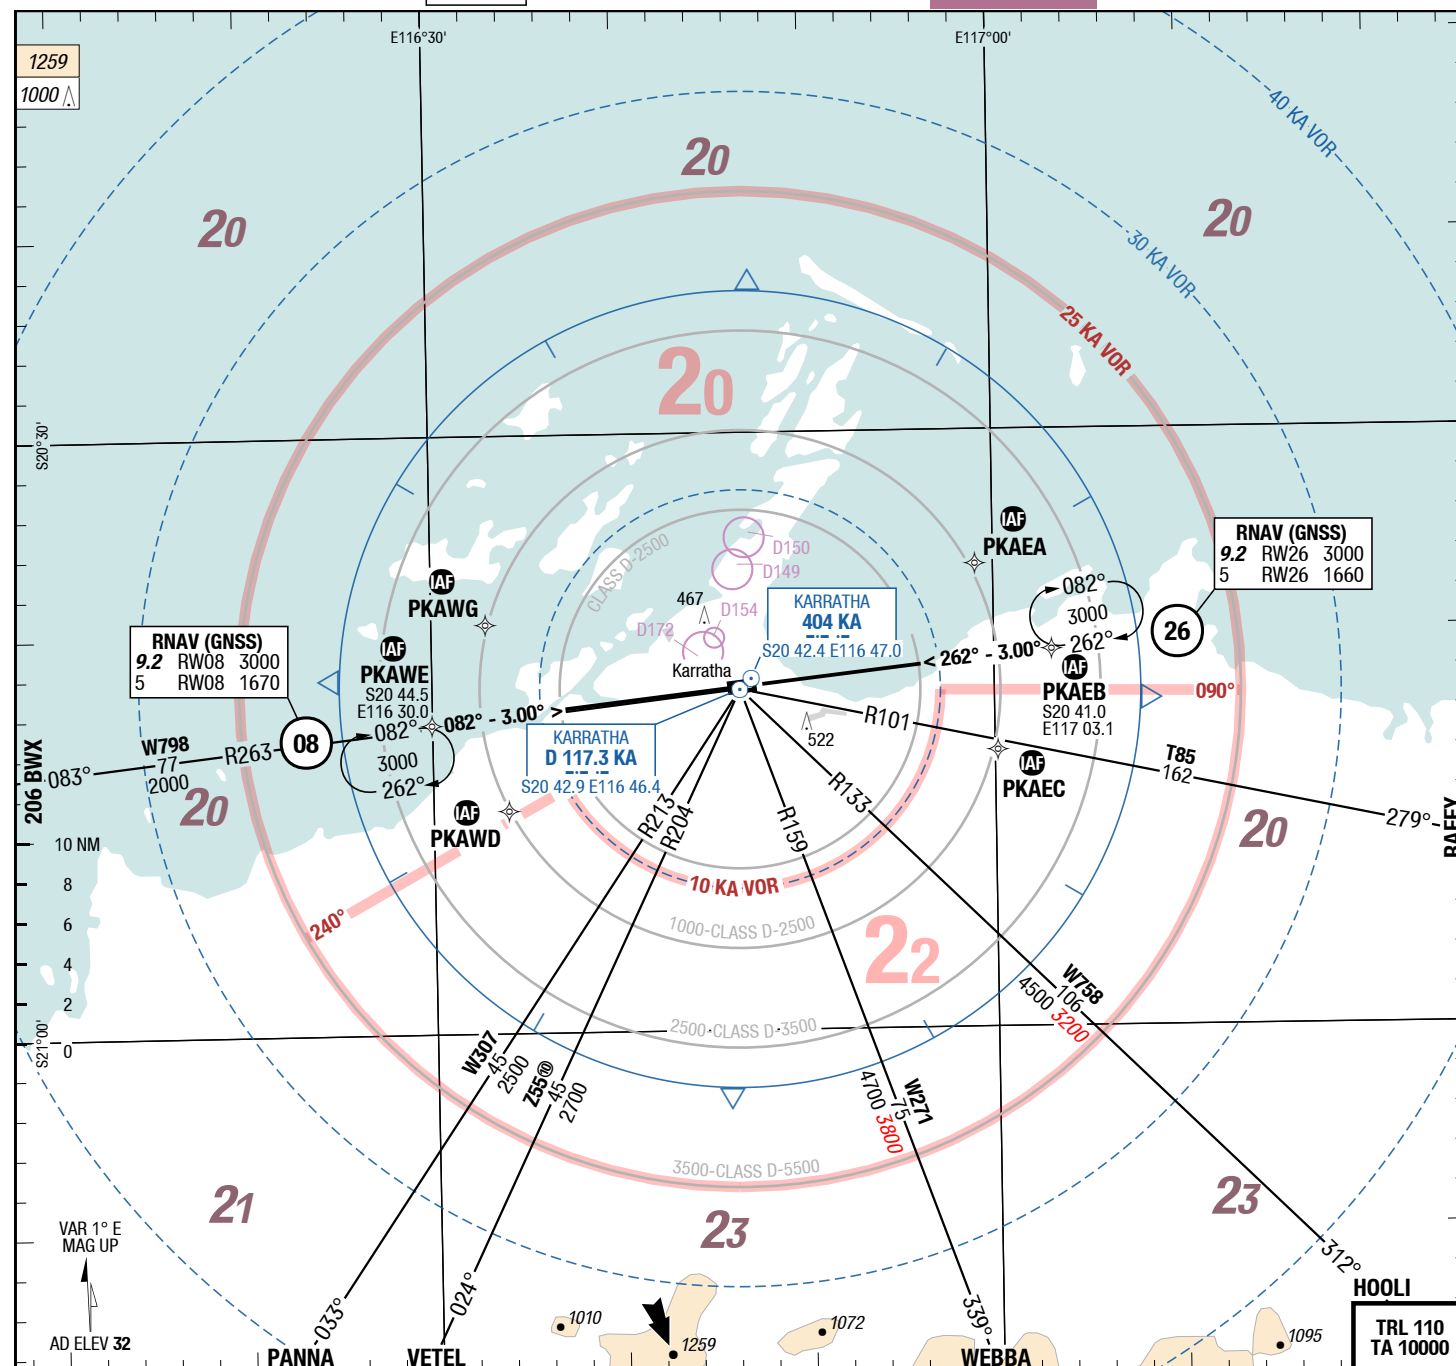 E116°30'
E117°00'
1259
1000
40 KA VOR
20
20
20
30 KA VOR
25 KA VOR
20
S20°30'
IAF
PKAEA
RNAV (GNSS)
9.2 RW26 3000
5 RW26 1660
D150
D149
CLASS D-2500
IAF
PKAWG
467
D154
D172
KARRATHA
404 KA
S20 42.4 E116 47.0
082°
3000
262°
26
RNAV (GNSS)
9.2 RW08 3000
5 RW08 1670
IAF
PKAWE
S20 44.5
E116 30.0
Karratha
< 262° - 3.00°
IAF
PKAEB
S20 41.0
E117 03.1
090°
082° - 3.00° >
R101
522
082°
3000
262°
08
R263
W798
77
2000
083°
206 BWX
20
KARRATHA
D 117.3 KA
S20 42.9 E116 46.4
IAF
PKAEC
T85
162
279°
IAF
PKAWD
R213
R204
R159
R133
20
10 NM
8
6
4
2
0
S21°00'
240°
10 KA VOR
1000-CLASS D-2500
22
2500-CLASS D-3500
W758
106
4500 3200
W307
45
2500
Z55⑩
45
2700
W271
75
4700 3800
3500-CLASS D-5500
21
23
23
VAR 1° E
MAG UP
AD ELEV 32
033°
024°
339°
312°
HOOLI
1010
1259
1072
1095
TRL 110
TA 10000
PANNA
VETEL
WEBBA